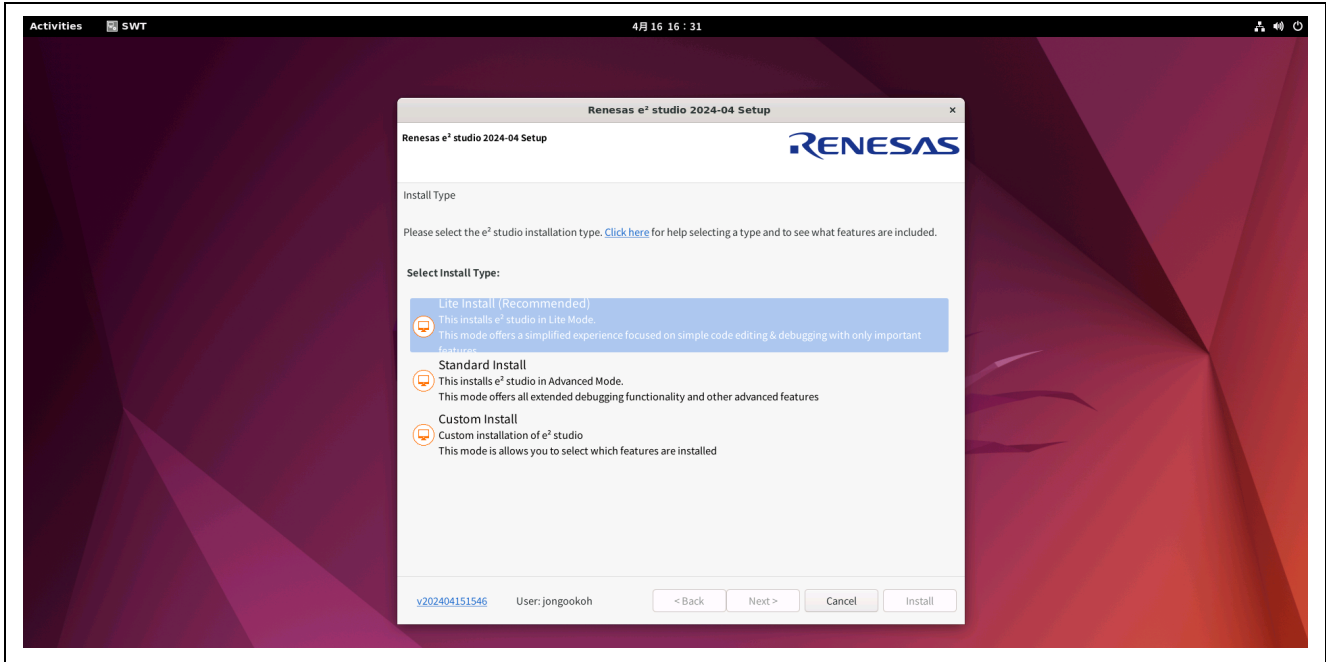 Activities SWT 4月 16 16：31
Renesas e² studio 2024-04 Setup ×
Renesas e² studio 2024-04 Setup
RENESAS
Install Type
Please select the e² studio installation type. Click here for help selecting a type and to see what features are included.
Select Install Type:
Lite Install (Recommended)
This installs e² studio in Lite Mode.
This mode offers a simplified experience focused on simple code editing & debugging with only important
features
Standard Install
This installs e² studio in Advanced Mode.
This mode offers all extended debugging functionality and other advanced features
Custom Install
Custom installation of e² studio
This mode is allows you to select which features are installed
v202404151546 User: jongookoh < Back Next > Cancel Install